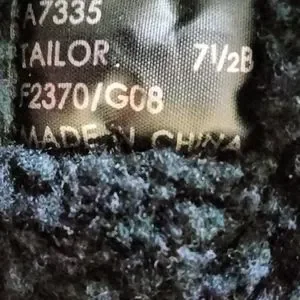 A7335
TAILOR 7½B
F2370/G08
MADE IN CHINA